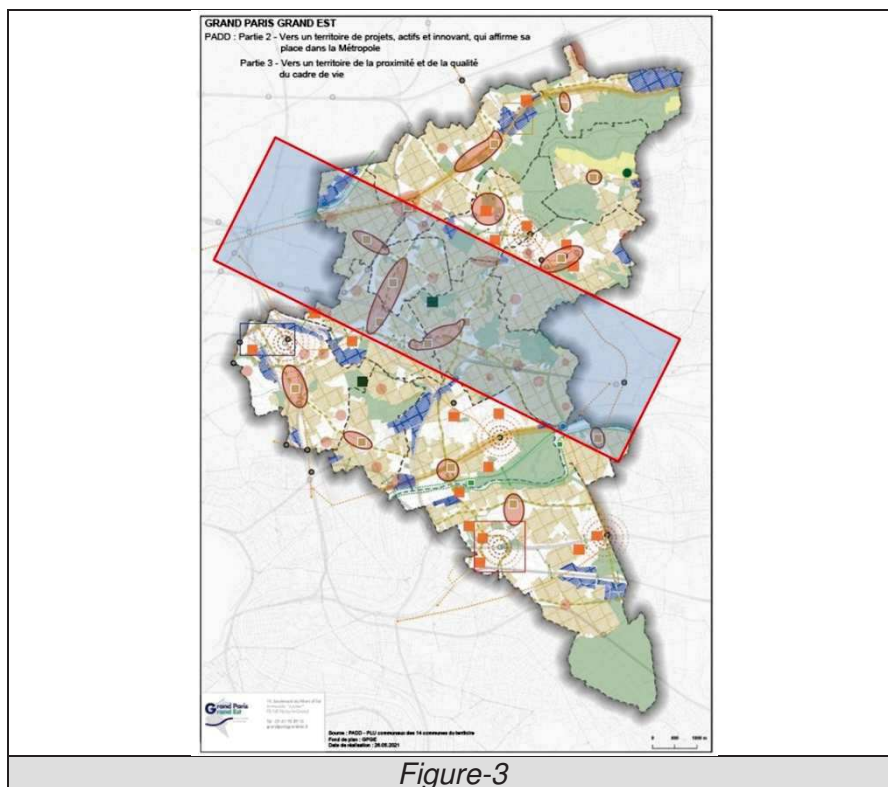 GRAND PARIS GRAND EST
PADD : Partie 2 - Vers un territoire de projets, actifs et innovant, qui affirme sa
place dans la Métropole
Partie 3 - Vers un territoire de la proximité et de la qualité
du cadre de vie
Grand Paris
Grand Est
Source : PADD - PLU communaux des 14 communes du territoire
Fond de plan : GPGE
Date de réalisation : 26.05.2021
Figure-3